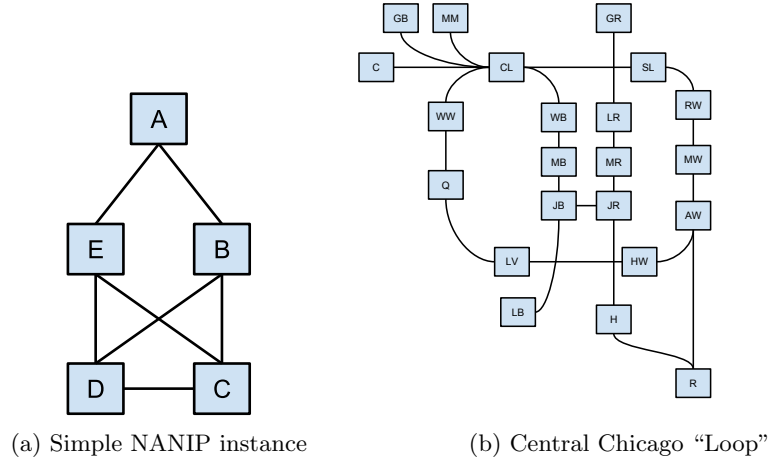 A
E B
D C
(a) Simple NANIP instance
GB MM GR
C CL SL
WW WB LR RW
MB MR MW
Q
JB JR AW
LV HW
LB H
R
(b) Central Chicago “Loop”